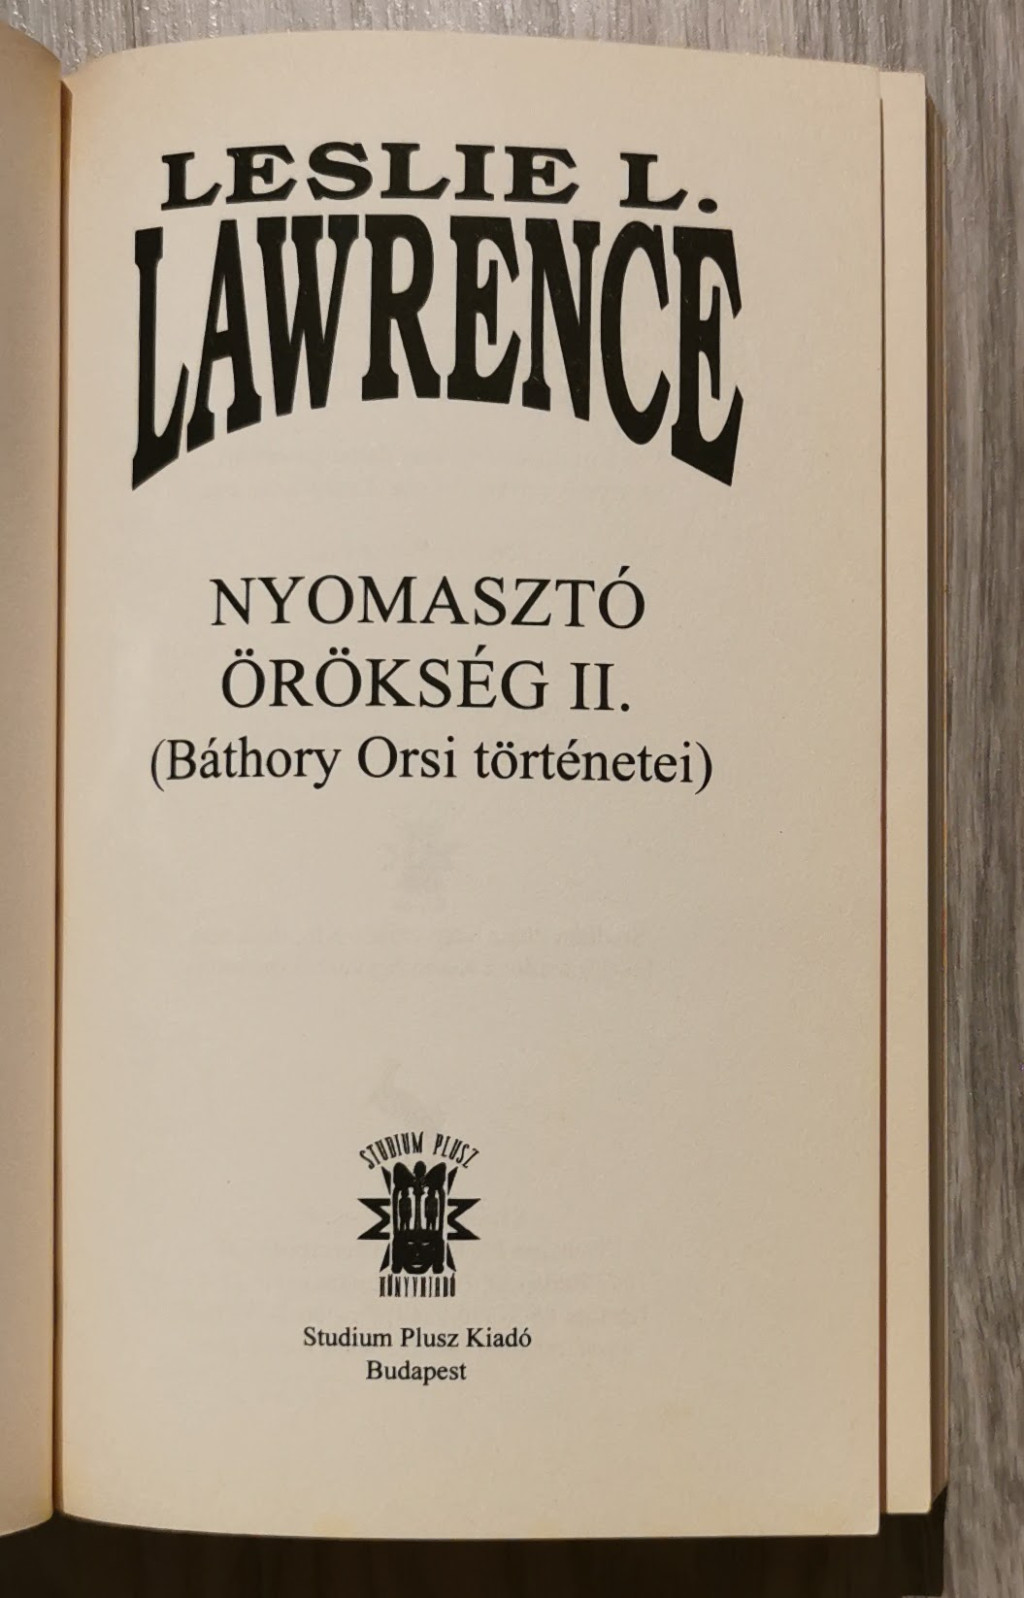 LESLIE L.
LAWRENCE
NYOMASZTÓ
ÖRÖKSÉG II.
(Báthory Orsi történetei)
STUDIUM PLUSZ
KÖNYVKIADÓ
Studium Plusz Kiadó
Budapest